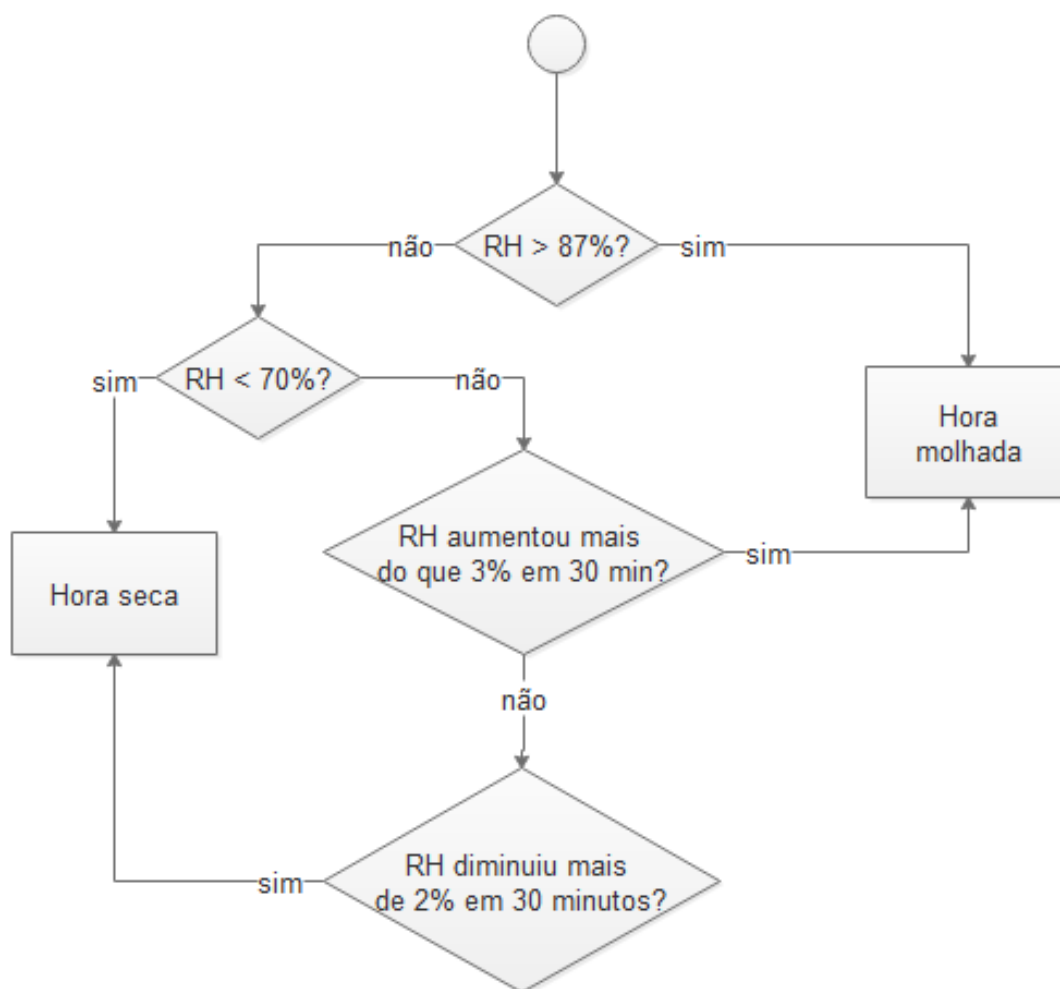 RH > 87%?
não
sim
RH < 70%?
sim
não
Hora
molhada
RH aumentou mais
do que 3% em 30 min?
sim
Hora seca
não
RH diminuiu mais
de 2% em 30 minutos?
sim